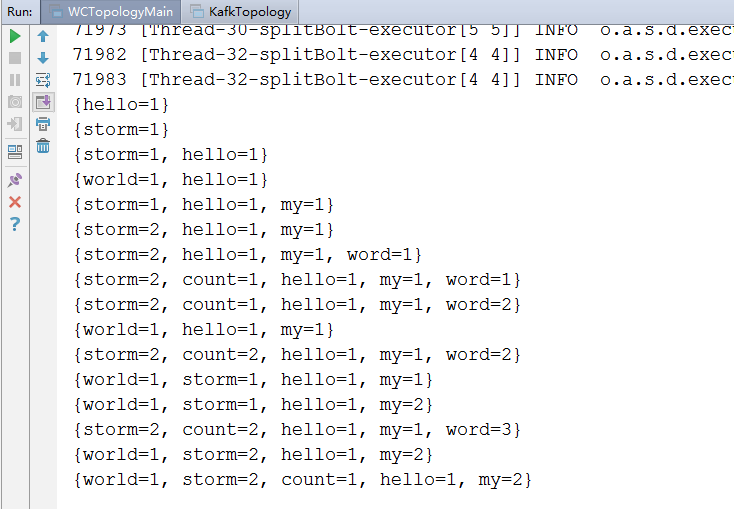 Run: WCTopologyMain KafkTopology
71973 [Thread-30-splitBolt-executor[5 5]] INFO o.a.s.d.execu
71982 [Thread-32-splitBolt-executor[4 4]] INFO o.a.s.d.execu
71983 [Thread-32-splitBolt-executor[4 4]] INFO o.a.s.d.execu
{hello=1}
{storm=1}
{storm=1, hello=1}
{world=1, hello=1}
{storm=1, hello=1, my=1}
{storm=2, hello=1, my=1}
{storm=2, hello=1, my=1, word=1}
{storm=2, count=1, hello=1, my=1, word=1}
{storm=2, count=1, hello=1, my=1, word=2}
{world=1, hello=1, my=1}
{storm=2, count=2, hello=1, my=1, word=2}
{world=1, storm=1, hello=1, my=1}
{world=1, storm=1, hello=1, my=2}
{storm=2, count=2, hello=1, my=1, word=3}
{world=1, storm=2, hello=1, my=2}
{world=1, storm=2, count=1, hello=1, my=2}